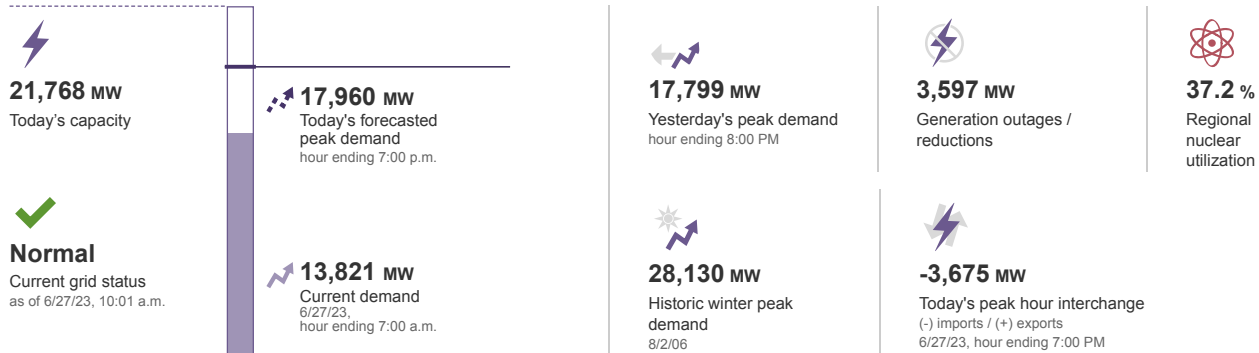 21,768 MW
Today's capacity
Normal
Current grid status
as of 6/27/23, 10:01 a.m.
17,960 MW
Today's forecasted
peak demand
hour ending 7:00 p.m.
13,821 MW
Current demand
6/27/23,
hour ending 7:00 a.m.
17,799 MW
Yesterday's peak demand
hour ending 8:00 PM
3,597 MW
Generation outages /
reductions
37.2 %
Regional
nuclear
utilization
28,130 MW
Historic winter peak
demand
8/2/06
-3,675 MW
Today's peak hour interchange
(-) imports / (+) exports
6/27/23, hour ending 7:00 PM